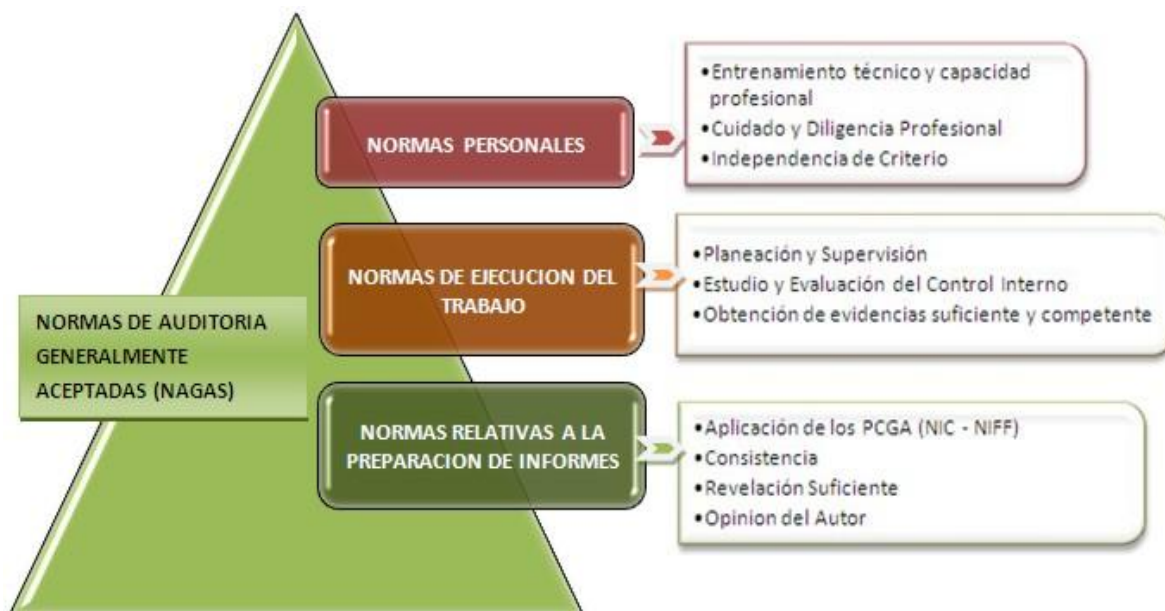 NORMAS PERSONALES
•Entrenamiento técnico y capacidad
profesional
•Cuidado y Diligencia Profesional
•Independencia de Criterio
NORMAS DE AUDITORIA
GENERALMENTE
ACEPTADAS (NAGAS)
NORMAS DE EJECUCION DEL
TRABAJO
•Planeación y Supervisión
•Estudio y Evaluación del Control Interno
•Obtención de evidencias suficiente y competente
NORMAS RELATIVAS A LA
PREPARACION DE INFORMES
•Aplicación de los PCGA (NIC - NIFF)
•Consistencia
•Revelación Suficiente
•Opinion del Autor